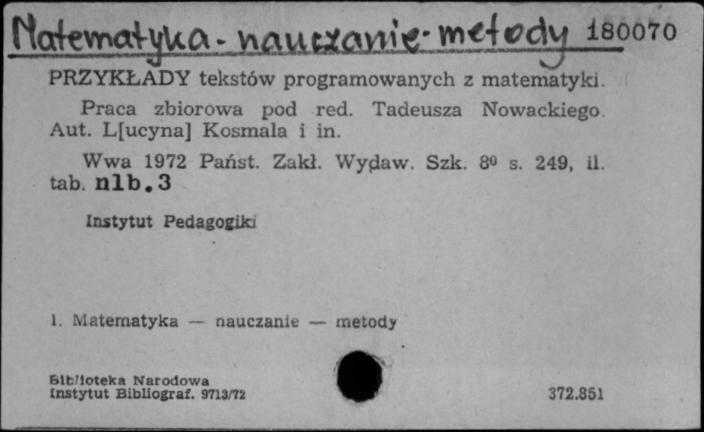 Matematyka - nauczanie - metody 180070
PRZYKŁADY tekstów programowanych z matematyki.
Praca zbiorowa pod red. Tadeusza Nowackiego.
Aut. L[ucyna] Kosmala i in.
Wwa 1972 Państ. Zakł. Wydaw. Szk. 8⁰ s. 249, il.
tab. nlb.3
Instytut Pedagogiki
1. Matematyka — nauczanie — metody
Biblioteka Narodowa
Instytut Bibliograf. 9713/72
372.851